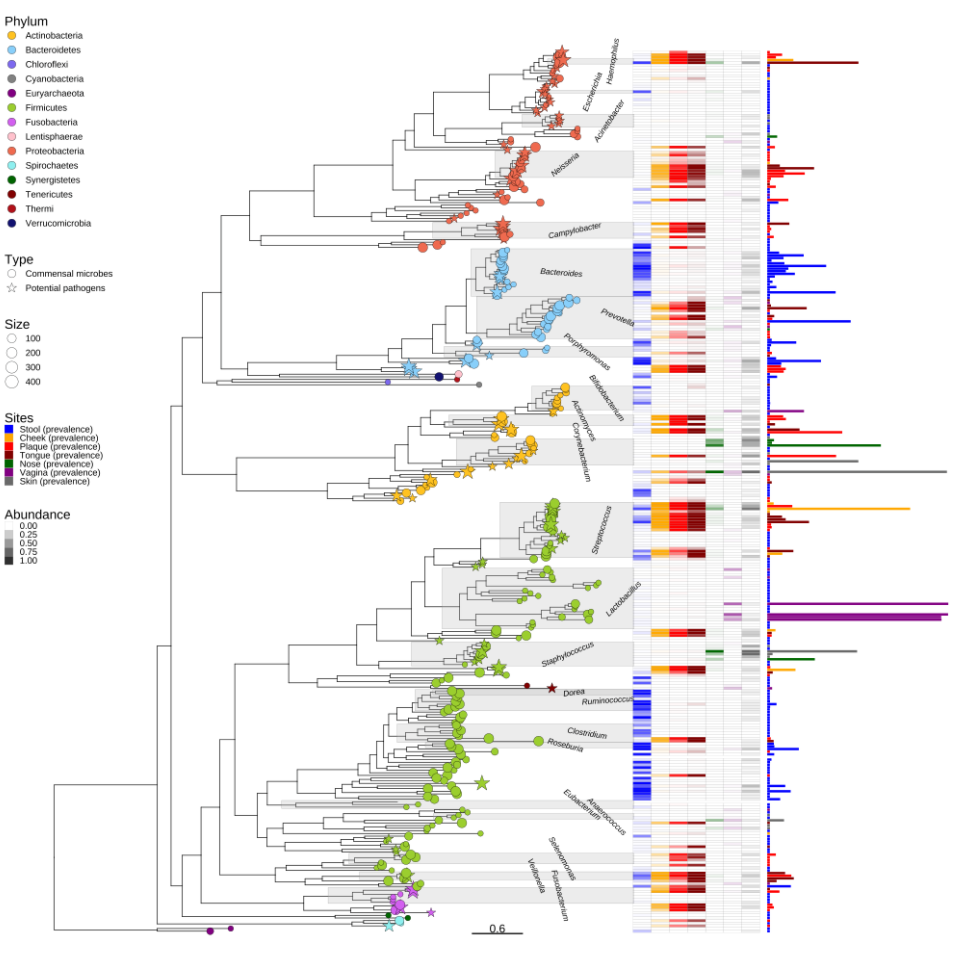 Phylum
Actinobacteria
Bacteroidetes
Chloroflexi
Cyanobacteria
Euryarchaeota
Firmicutes
Fusobacteria
Lentisphaerae
Proteobacteria
Spirochaetes
Synergistetes
Tenericutes
Thermi
Verrucomicrobia
Type
Commensal microbes
Potential pathogens
Size
100
200
300
400
Sites
Stool (prevalence)
Cheek (prevalence)
Plaque (prevalence)
Tongue (prevalence)
Nose (prevalence)
Vagina (prevalence)
Skin (prevalence)
Abundance
0.00
0.25
0.50
0.75
1.00
Haemophilus
Escherichia
Acinetobacter
Neisseria
Campylobacter
Bacteroides
Prevotella
Porphyromonas
Bifidobacterium
Actinomyces
Corynebacterium
Streptococcus
Lactobacillus
Staphylococcus
Dorea
Ruminococcus
Clostridium
Roseburia
Anaerococcus
Eubacterium
Selenomonas
Veillonella
Fusobacterium
0.6